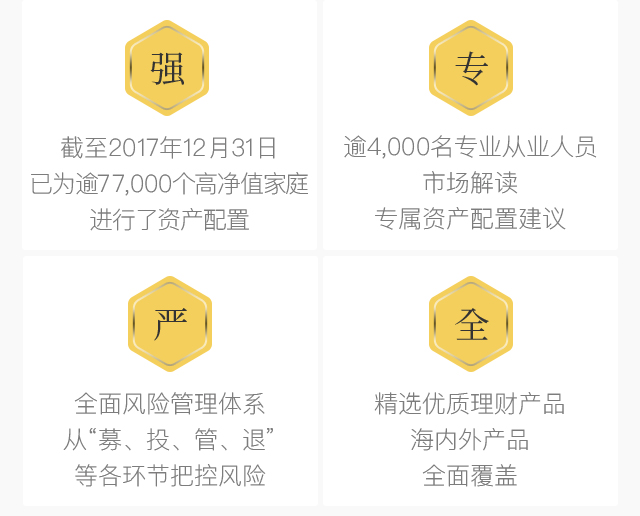 强
截至2017年12月31日
已为逾77,000个高净值家庭
进行了资产配置
专
逾4,000名专业从业人员
市场解读
专属资产配置建议
严
全面风险管理体系
从“募、投、管、退”
等各环节把控风险
全
精选优质理财产品
海内外产品
全面覆盖